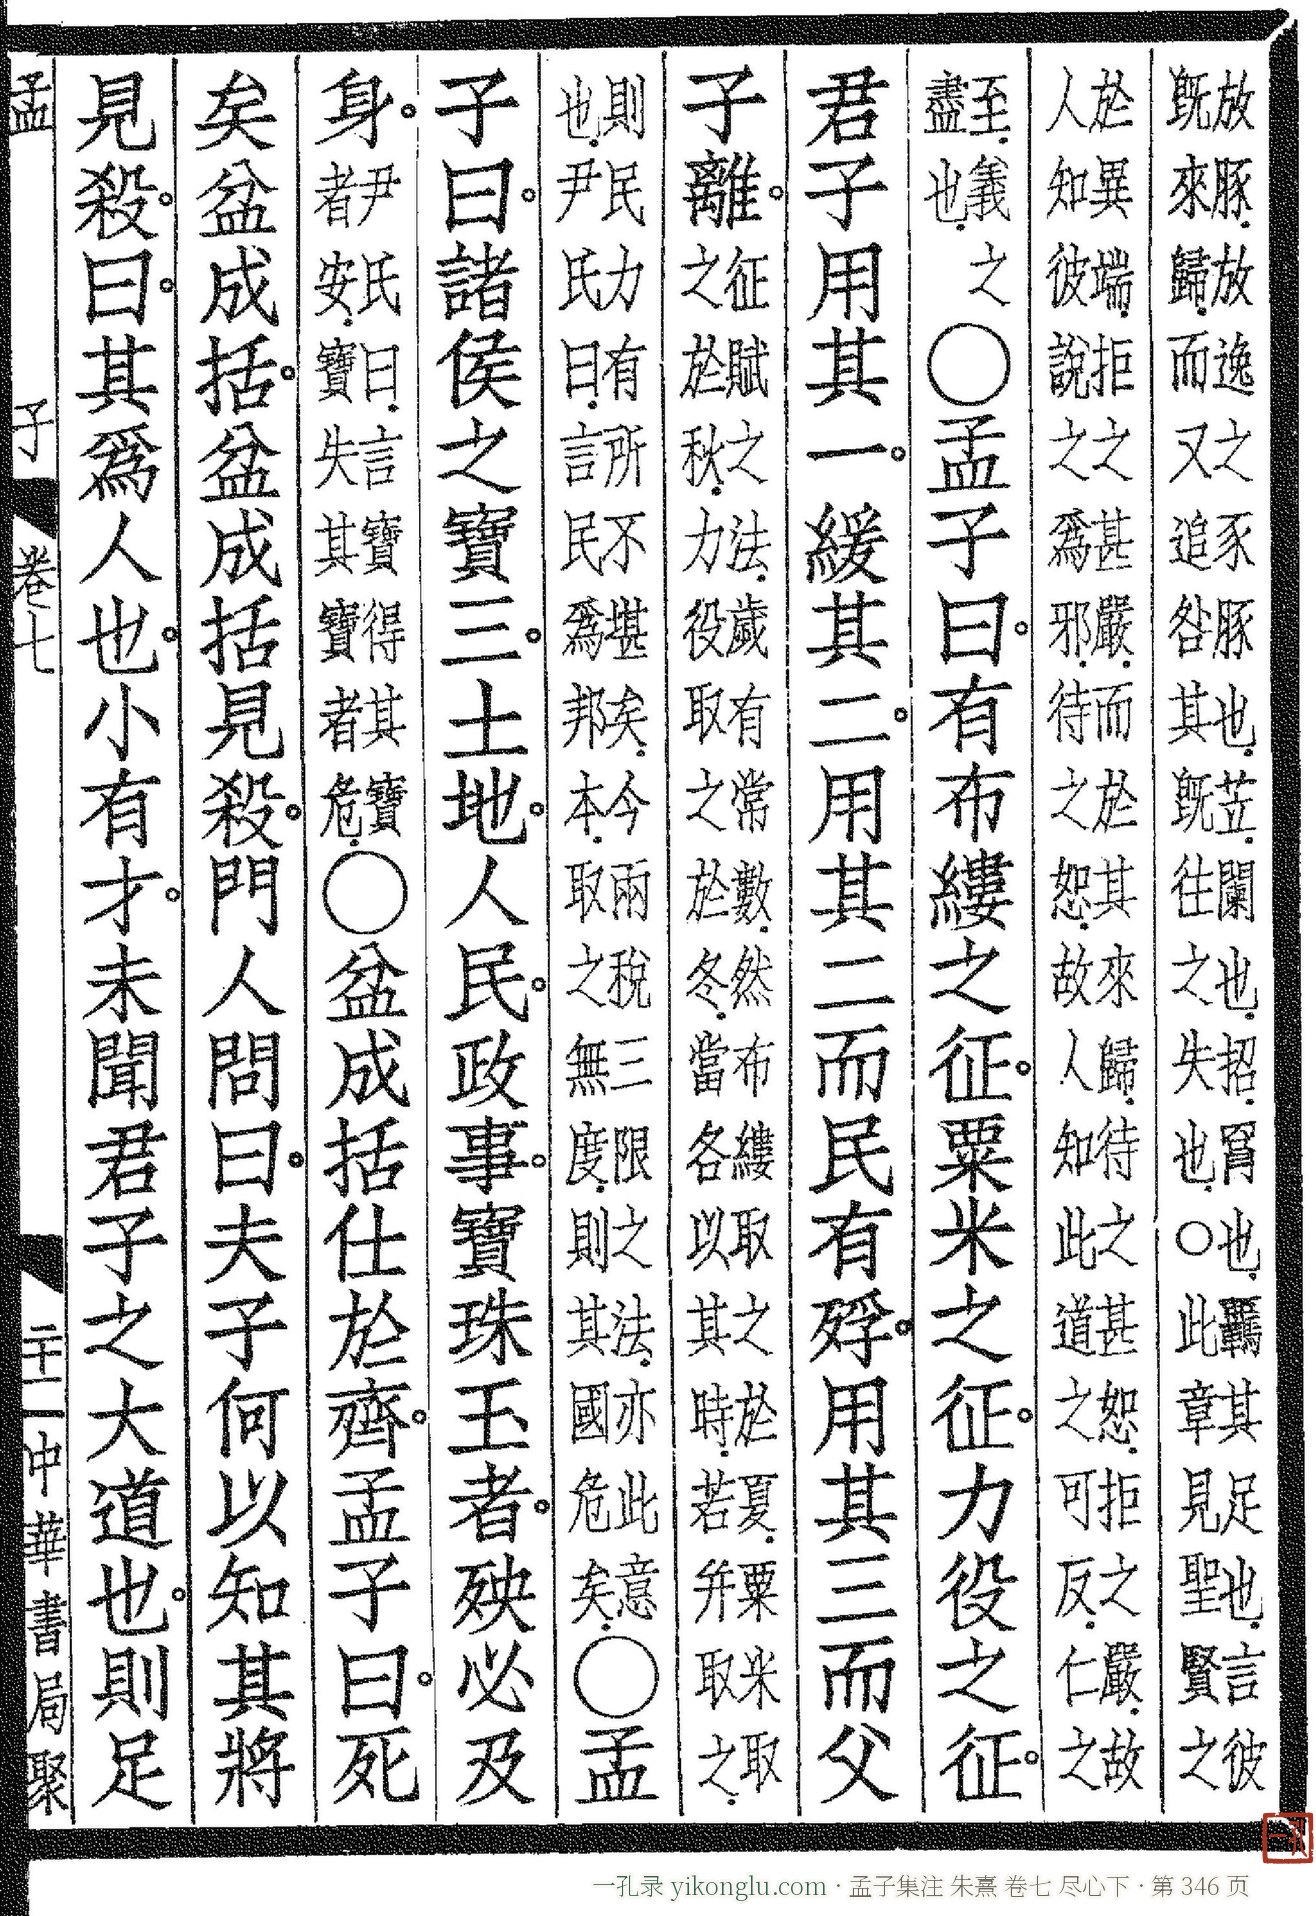 放豚放逸之豕豚也苙闌也招罥也羈其足也言彼
旣來歸而又追咎其旣往之失也○此章見聖賢之
於異端拒之甚嚴而於其來歸待之甚恕拒之嚴故
人知彼說之爲邪待之恕故人知此道之可反仁之
至義之
盡也
○孟子曰有布縷之征粟米之征力役之征
君子用其一緩其二用其二而民有殍用其三而父
子離
征賦之法歲有常數然布縷取之於夏粟米取
之於秋力役取之於冬當各以其時若幷取之
則民力有所不堪矣今兩稅三限之法亦此意
也尹氏曰言民爲邦本取之無度則其國危矣
○孟
子曰諸侯之寶三土地人民政事寶珠玉者殃必及
身
尹氏曰言寶得其寶
者安寶失其寶者危
○盆成括仕於齊孟子曰死
矣盆成括盆成括見殺門人問曰夫子何以知其將
見殺曰其爲人也小有才未聞君子之大道也則足
孟子 卷七 二十二 中華書局聚
一孔录 yikonglu.com · 孟子集注 朱熹 卷七 尽心下 · 第 346 页